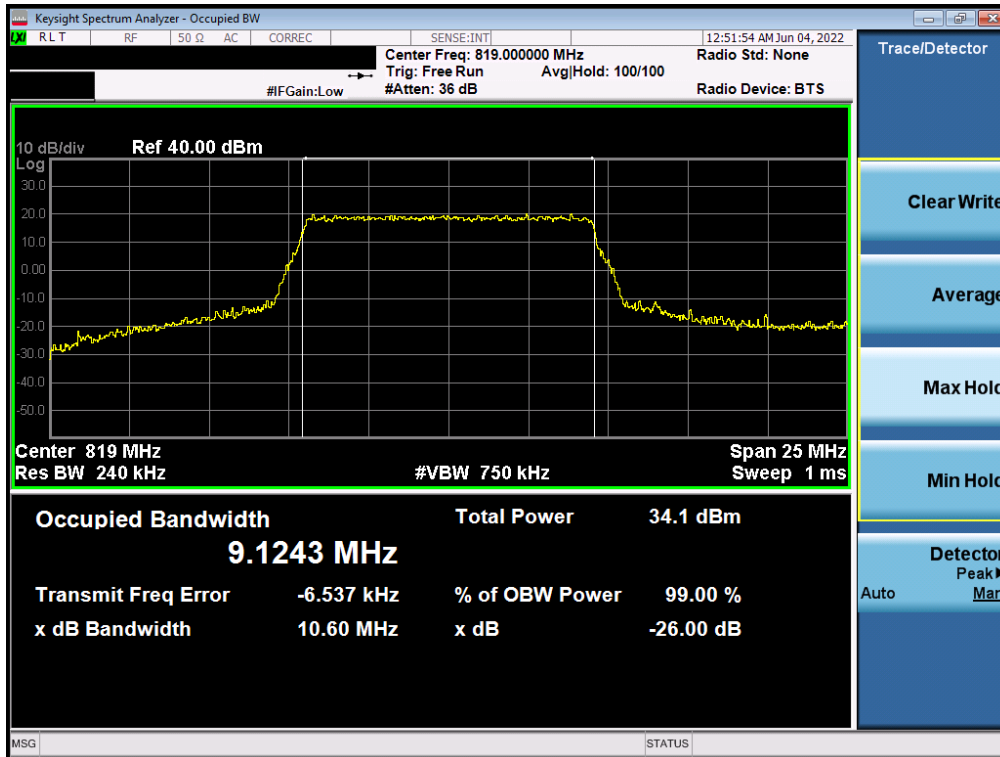 Keysight Spectrum Analyzer - Occupied BW
LXI RLT RF 50 Ω AC CORREC SENSE:INT 12:51:54 AM Jun 04, 2022
Center Freq: 819.000000 MHz Radio Std: None
Trig: Free Run Avg|Hold: 100/100
#IFGain:Low #Atten: 36 dB Radio Device: BTS
10 dB/div Ref 40.00 dBm
Log
30.0
20.0
10.0
0.00
-10.0
-20.0
-30.0
-40.0
-50.0
Center 819 MHz Span 25 MHz
Res BW 240 kHz #VBW 750 kHz Sweep 1 ms
Occupied Bandwidth Total Power 34.1 dBm
9.1243 MHz
Transmit Freq Error -6.537 kHz % of OBW Power 99.00 %
x dB Bandwidth 10.60 MHz x dB -26.00 dB
MSG STATUS
Trace/Detector
Clear Write
Average
Max Hold
Min Hold
Detector
Peak▶
Auto Man